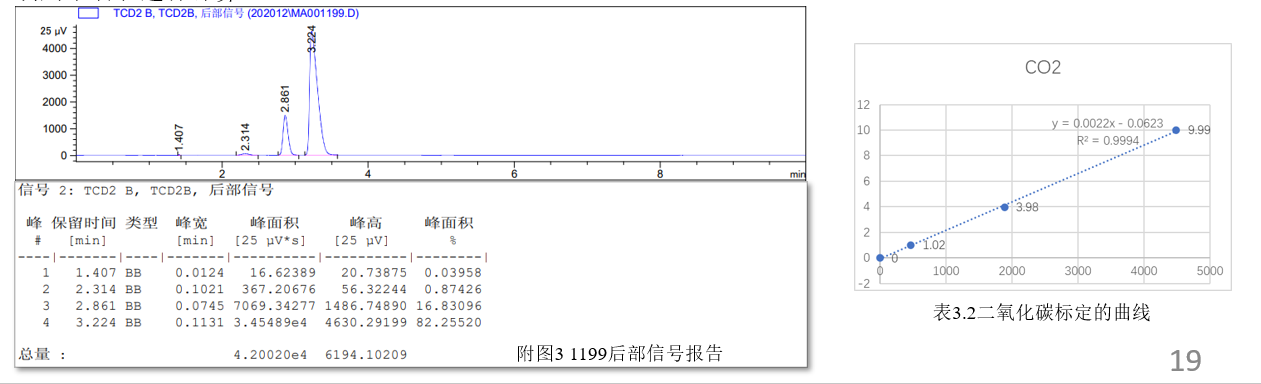 TCD2 B, TCD2B, 后部信号 (202012\MA001199.D)
25 µV
4000
3000
2000
1000
0
1.407
2.314
2.861
3.224
2
4
6
8
min
信号 2: TCD2 B, TCD2B, 后部信号
峰 保留时间 类型 峰宽 峰面积 峰高 峰面积
# [min] [min] [25 µV*s] [25 µV] %
----|-------|----|-------|----------|----------|--------|
1 1.407 BB 0.0124 16.62389 20.73875 0.03958
2 2.314 BB 0.1021 367.20676 56.32244 0.87426
3 2.861 BB 0.0745 7069.34277 1486.74890 16.83096
4 3.224 BB 0.1131 3.45489e4 4630.29199 82.25520
总量 : 4.20020e4 6194.10209
附图3 1199后部信号报告
CO2
12
10
8
6
4
2
0
-2
y = 0.0022x - 0.0623
R² = 0.9994
9.99
3.98
1.02
0
0 1000 2000 3000 4000 5000
表3.2二氧化碳标定的曲线
19